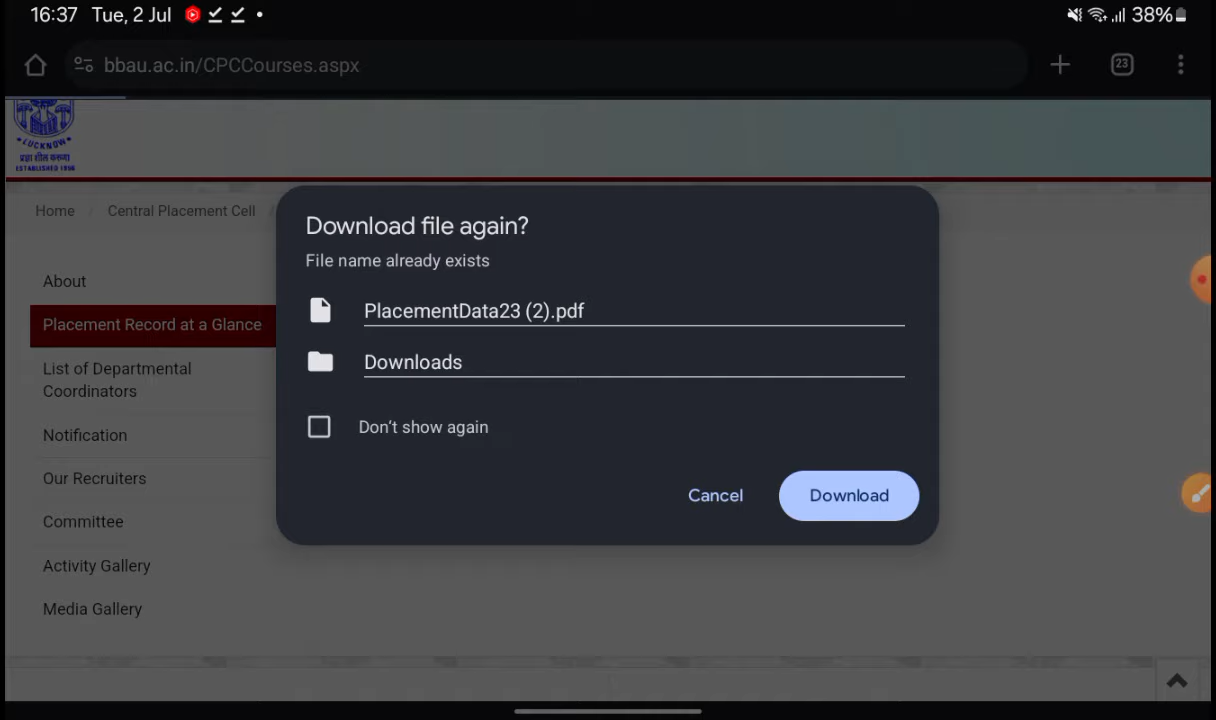 16:37 Tue, 2 Jul
38%
bbau.ac.in/CPCCourses.aspx
23
LUCKNOW
प्रज्ञा शील करुणा
ESTABLISHED 1996
Home / Central Placement Cell /
Download file again?
File name already exists
PlacementData23 (2).pdf
Downloads
Don't show again
Cancel
Download
About
Placement Record at a Glance
List of Departmental
Coordinators
Notification
Our Recruiters
Committee
Activity Gallery
Media Gallery